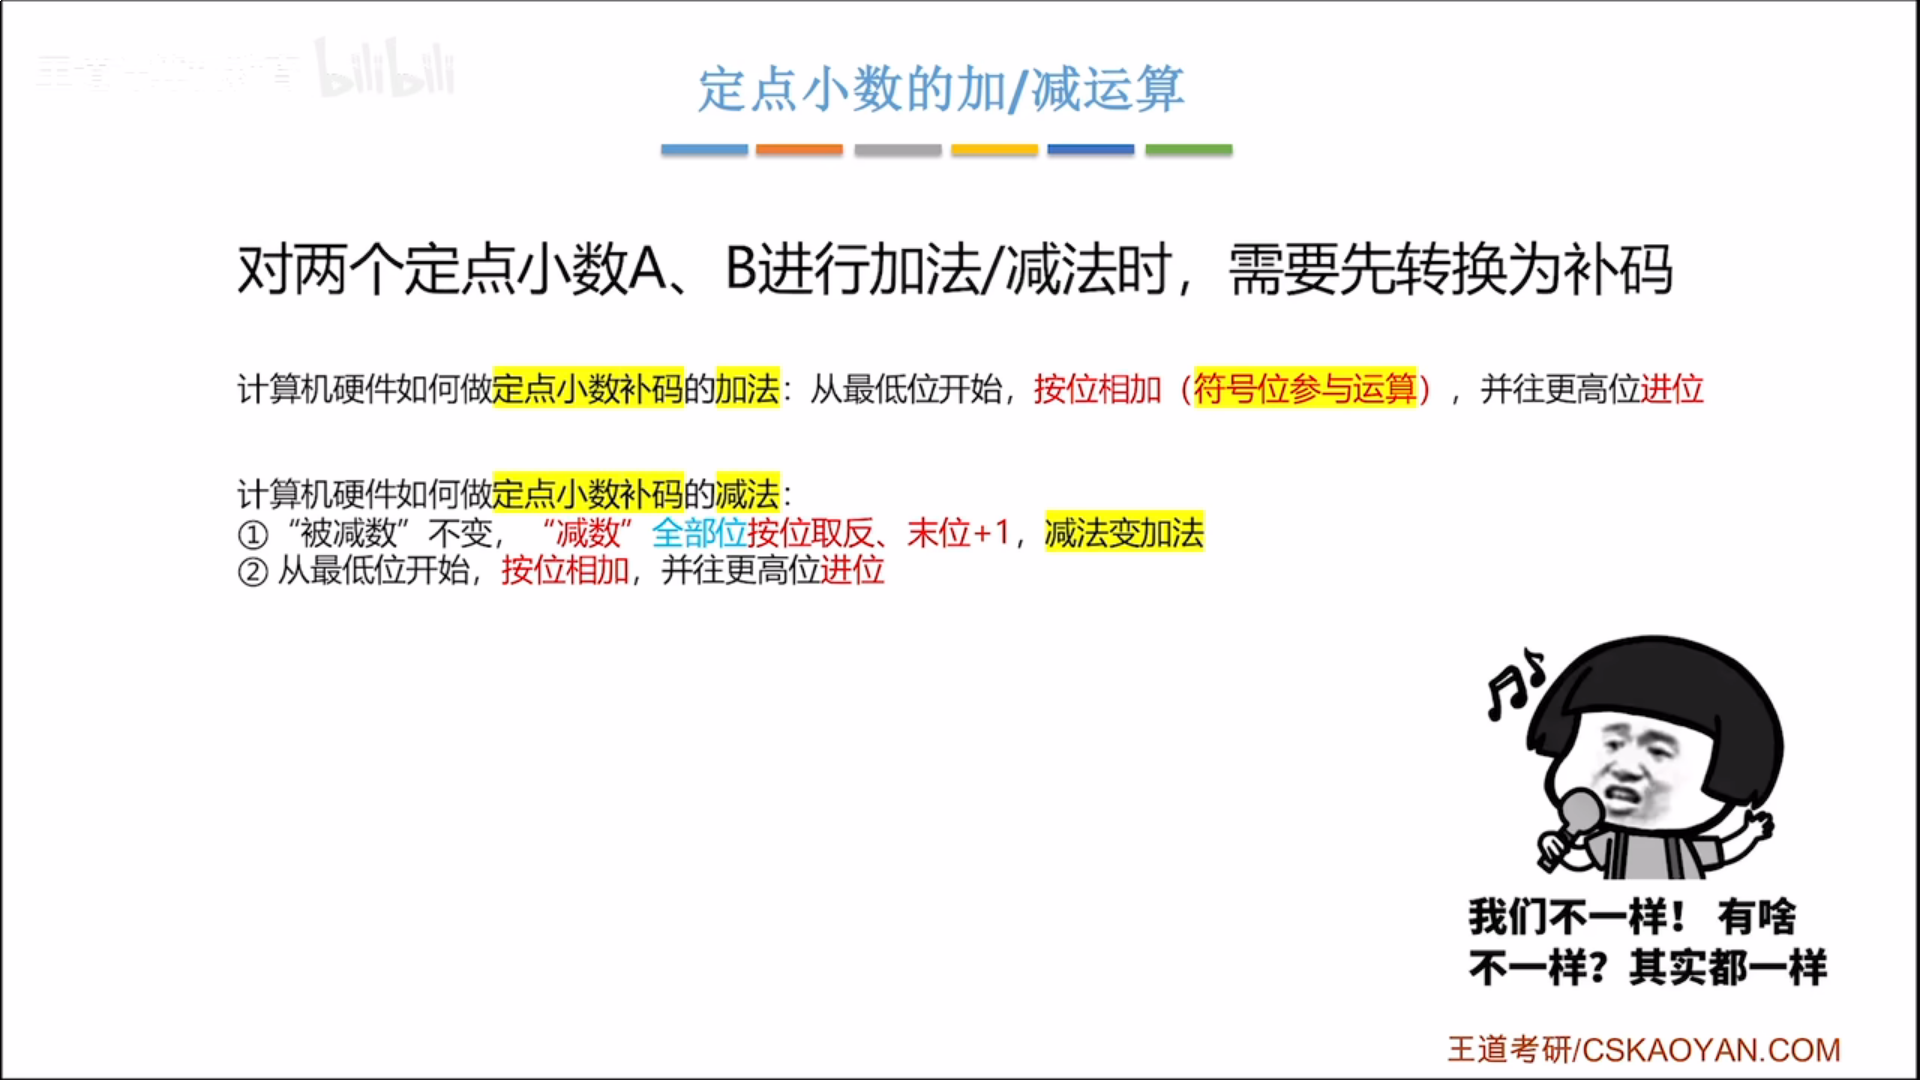 bilibili
定点小数的加/减运算
对两个定点小数A、B进行加法/减法时，需要先转换为补码
计算机硬件如何做定点小数补码的加法：从最低位开始，按位相加（符号位参与运算），并往更高位进位
计算机硬件如何做定点小数补码的减法：
①“被减数”不变，“减数”全部位按位取反、末位+1，减法变加法
② 从最低位开始，按位相加，并往更高位进位
我们不一样！有啥
不一样？其实都一样
王道考研/CSKAOYAN.COM